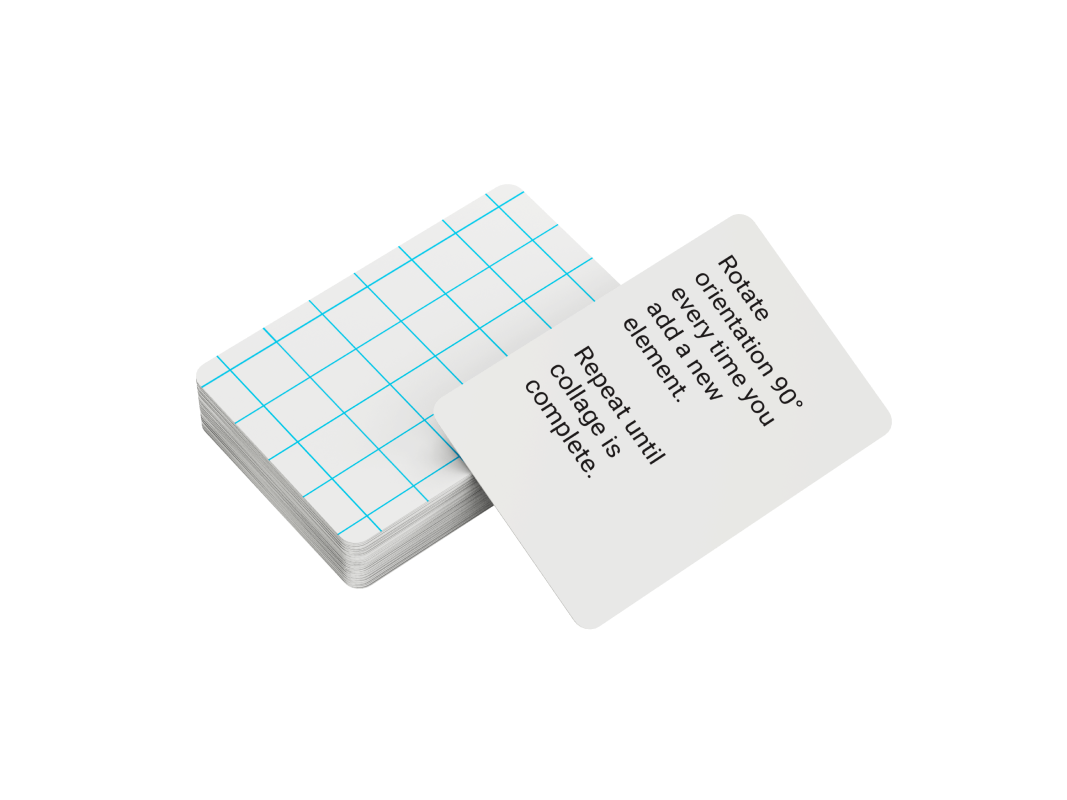 Rotate
orientation 90°
every time you
add a new
element.
Repeat until
collage is
complete.